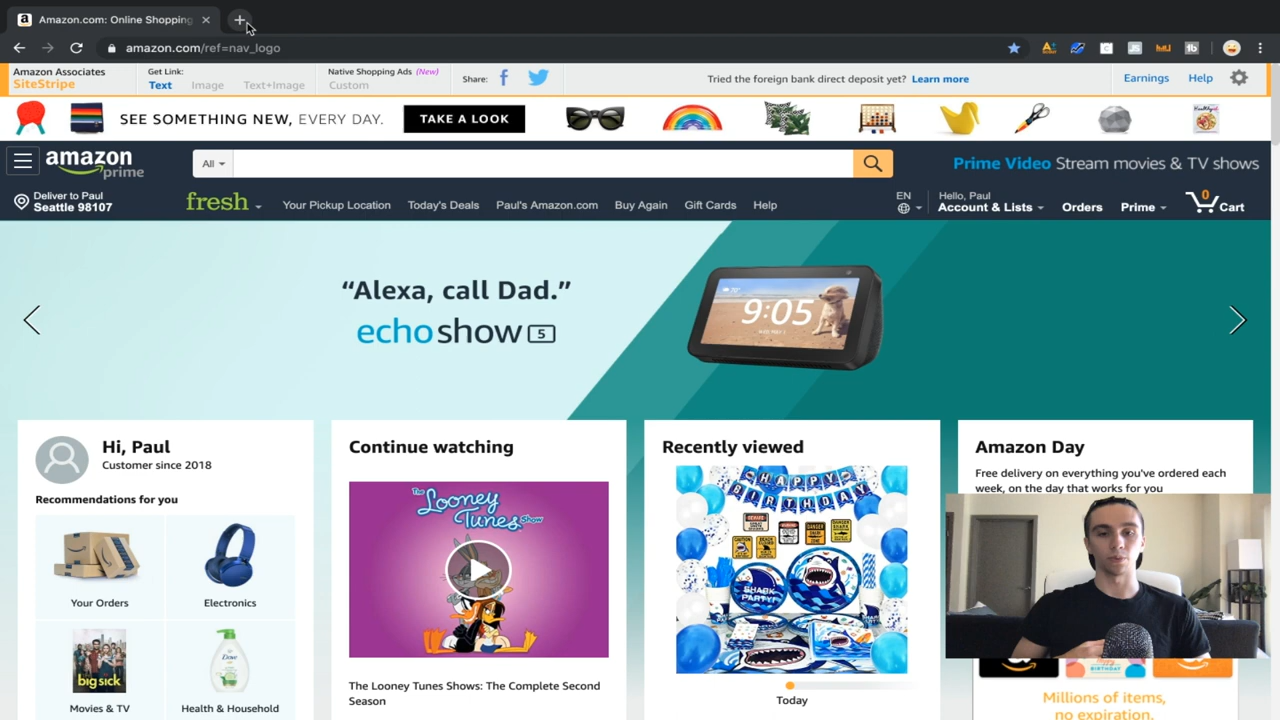 Amazon.com: Online Shopping
amazon.com/ref=nav_logo
Amazon Associates
SiteStripe
Get Link:
Text
Image
Text+Image
Native Shopping Ads (New)
Custom
Share:
Tried the foreign bank direct deposit yet? Learn more
Earnings
Help
SEE SOMETHING NEW, EVERY DAY.
TAKE A LOOK
amazon
prime
All
Prime Video Stream movies & TV shows
Deliver to Paul
Seattle 98107
fresh
Your Pickup Location
Today's Deals
Paul's Amazon.com
Buy Again
Gift Cards
Help
EN
Hello, Paul
Account & Lists
Orders
Prime
0
Cart
“Alexa, call Dad.”
echo show 5
9:05
Hi, Paul
Customer since 2018
Recommendations for you
Your Orders
Electronics
big sick
Movies & TV
Dove
Health & Household
Continue watching
The Looney Tunes Show
The Looney Tunes Shows: The Complete Second
Season
Recently viewed
HAPPY
BIRTHDAY
SHARK
PARTY!
Today
Amazon Day
Free delivery on everything you've ordered each
week, on the day that works for you
Millions of items,
no expiration.